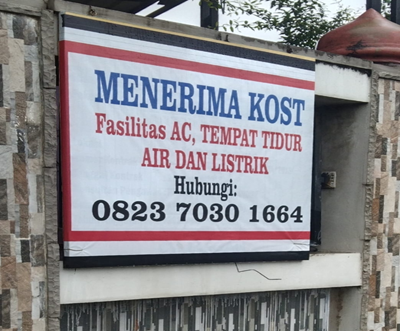 MENERIMA KOST
Fasilitas AC, TEMPAT TIDUR
AIR DAN LISTRIK
Hubungi:
0823 7030 1664